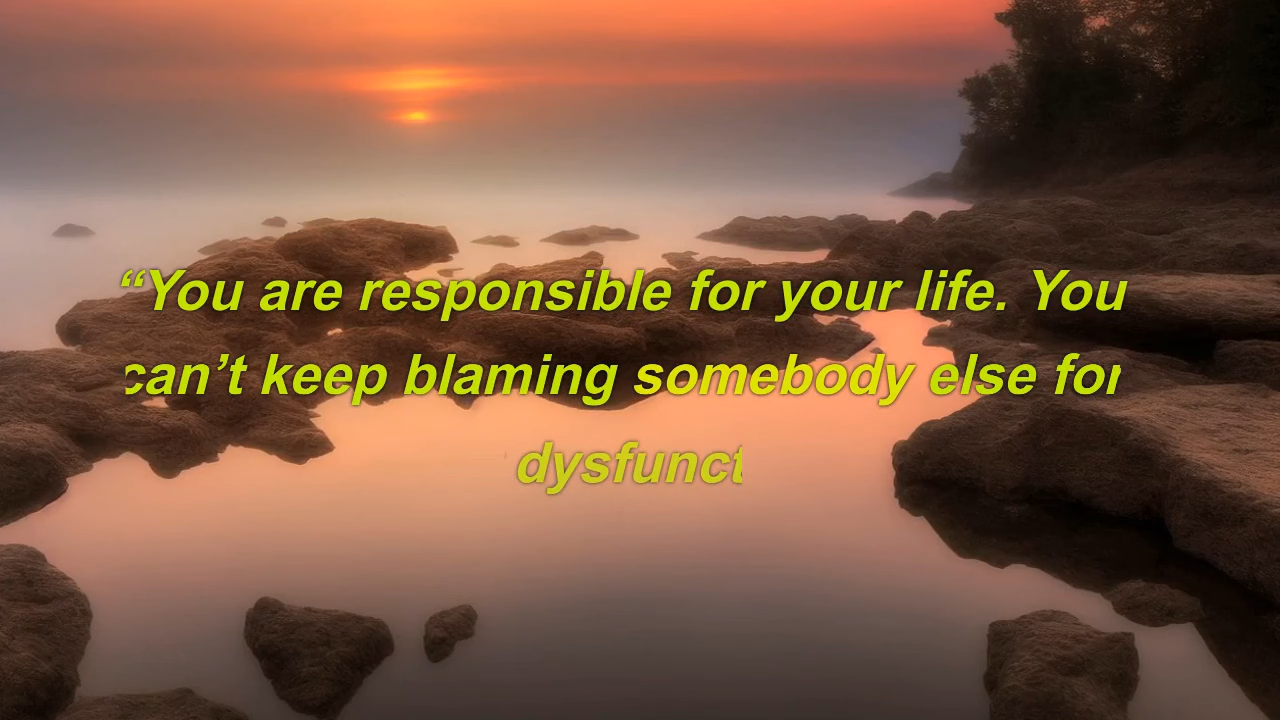 “You are responsible for your life. You
can’t keep blaming somebody else for
dysfunct